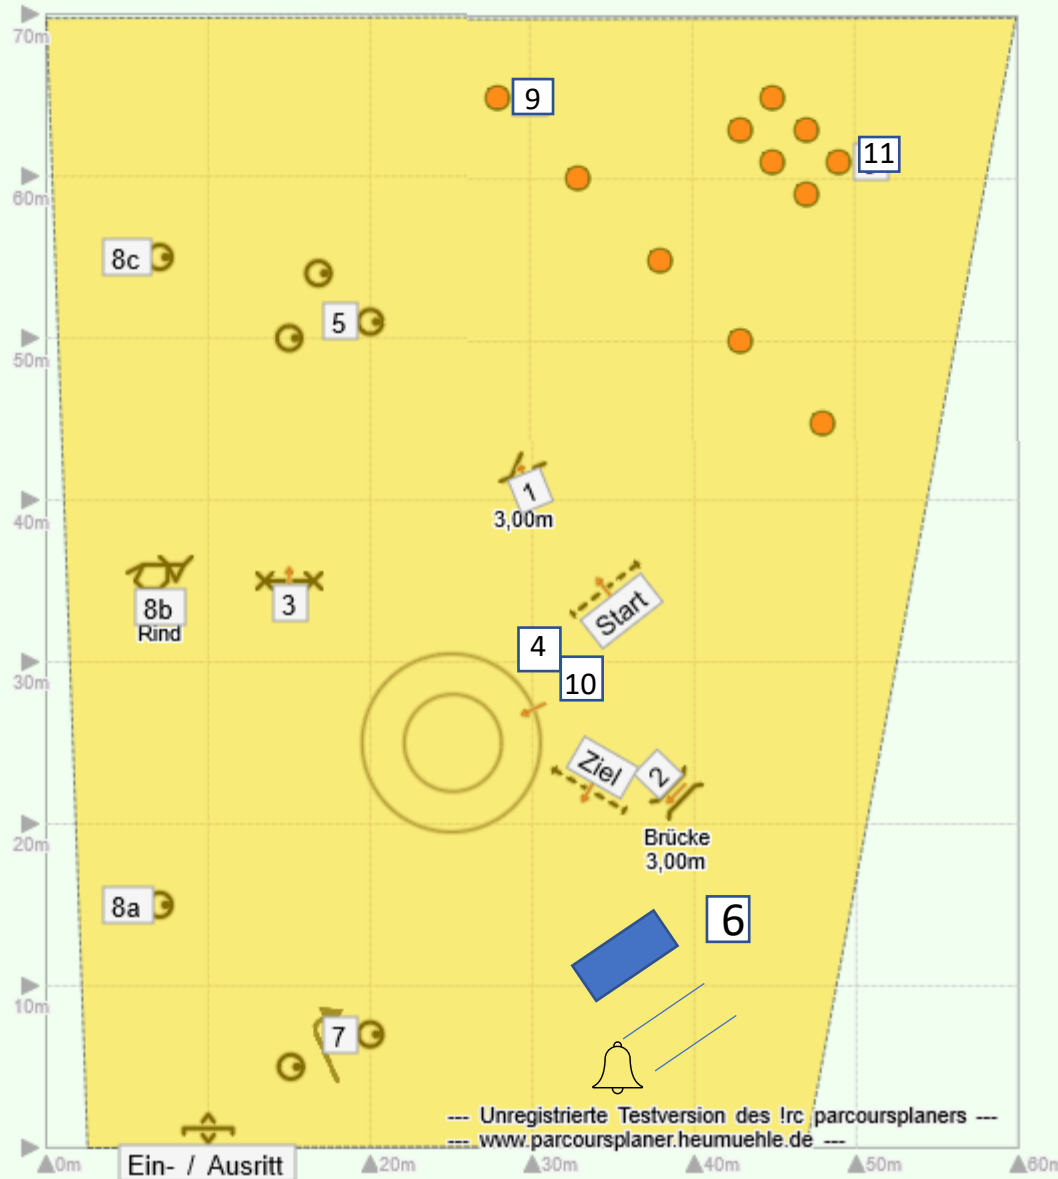 70m
9
11
60m
8c
5
50m
1
3,00m
40m
8b
Rind
3
Start
4
10
30m
Ziel
2
Brücke
3,00m
20m
8a
6
10m
7
--- Unregistrierte Testversion des !rc parcoursplaners ---
--- www.parcoursplaner.heumuehle.de ---
Ein- / Ausritt
0m
20m
30m
40m
50m
60m